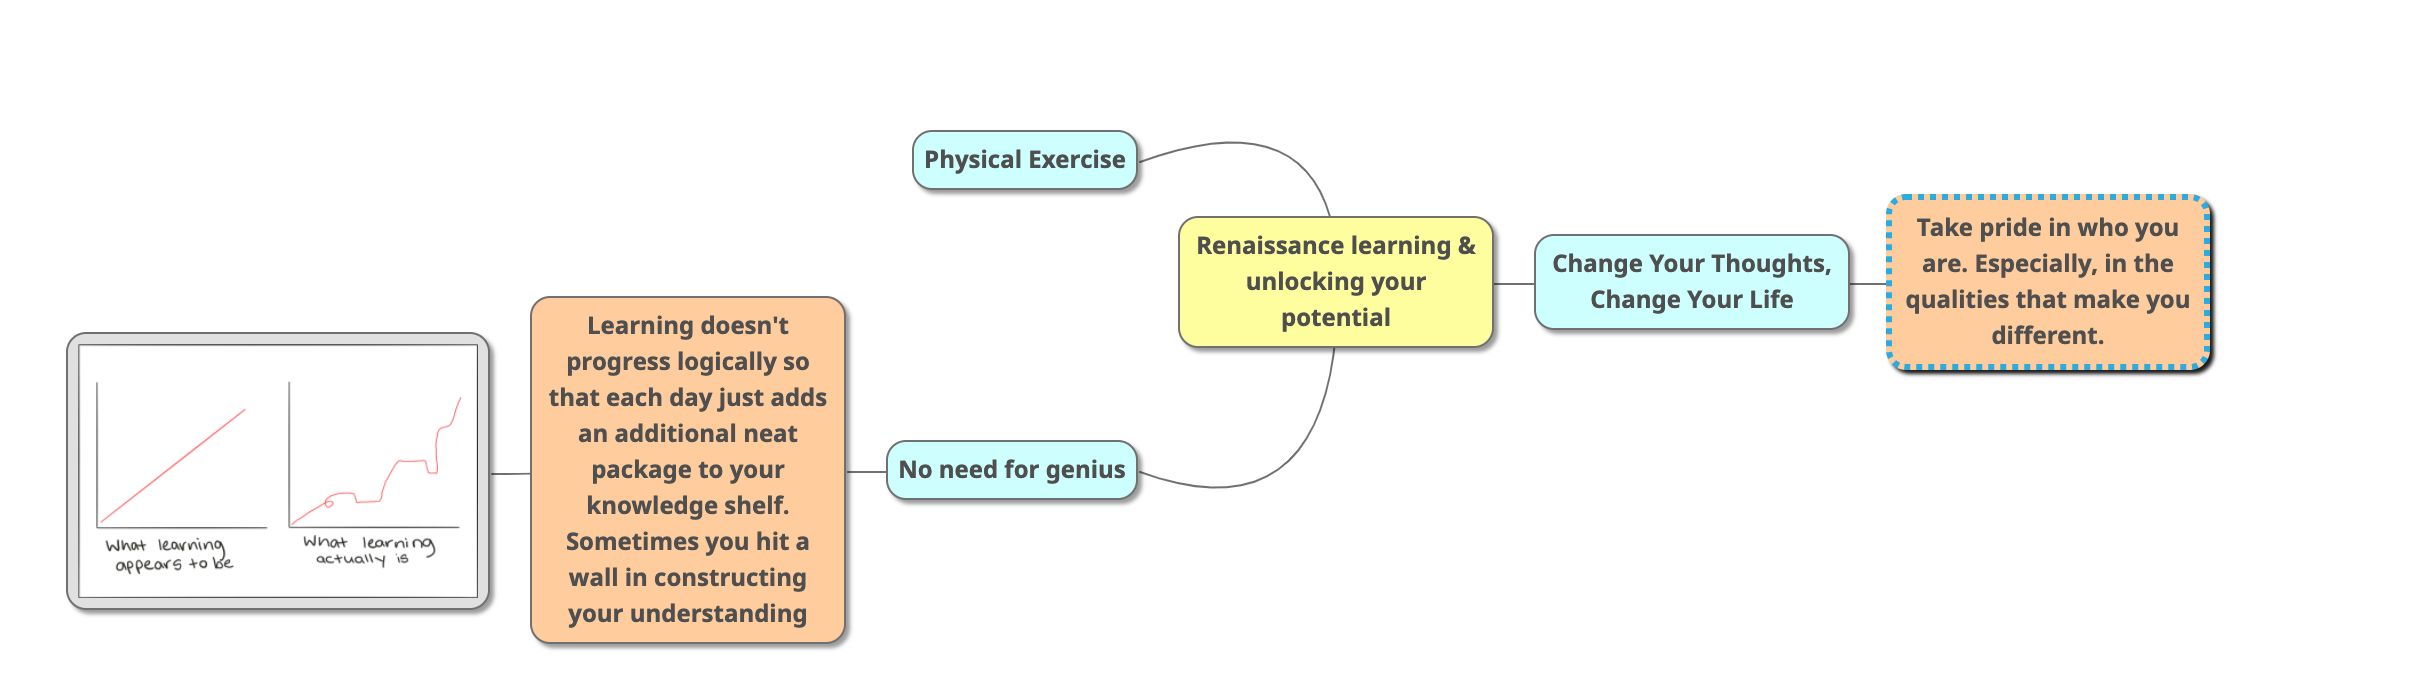 Physical Exercise
Renaissance learning &
unlocking your
potential
Change Your Thoughts,
Change Your Life
Take pride in who you
are. Especially, in the
qualities that make you
different.
No need for genius
Learning doesn't
progress logically so
that each day just adds
an additional neat
package to your
knowledge shelf.
Sometimes you hit a
wall in constructing
your understanding
What learning
appears to be
What learning
actually is